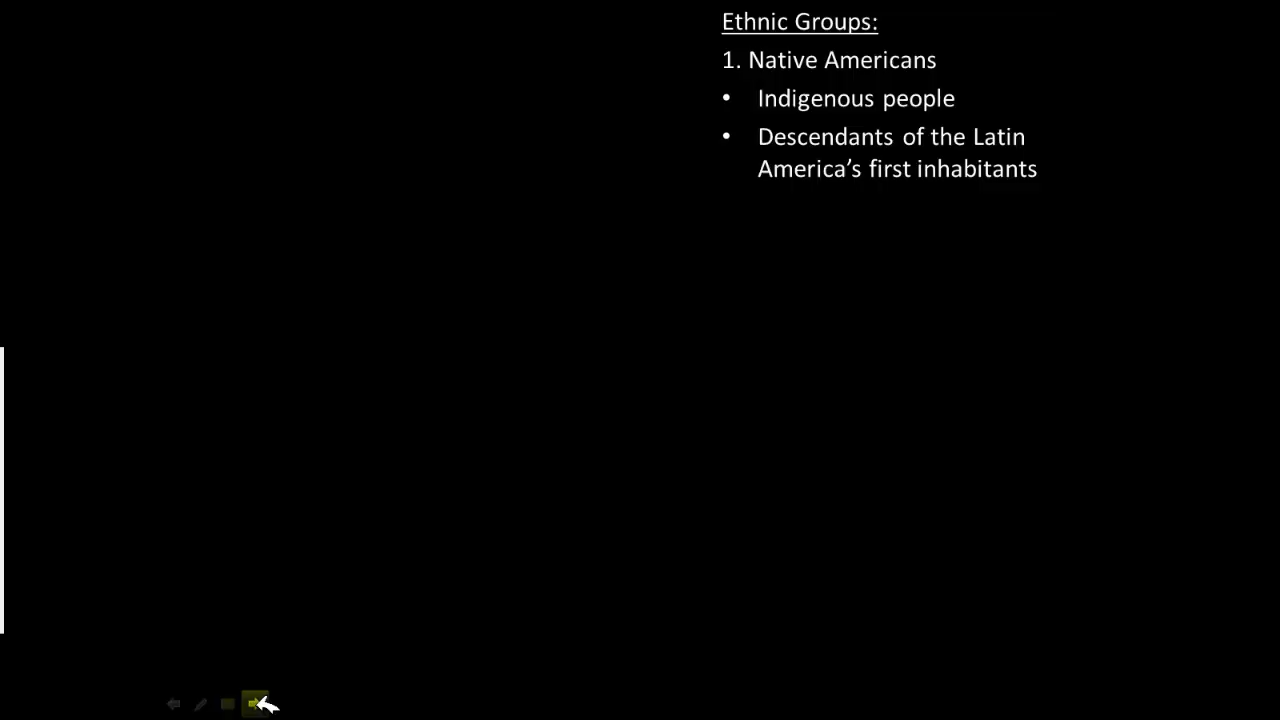 Ethnic Groups:
1. Native Americans
• Indigenous people
• Descendants of the Latin
America’s first inhabitants